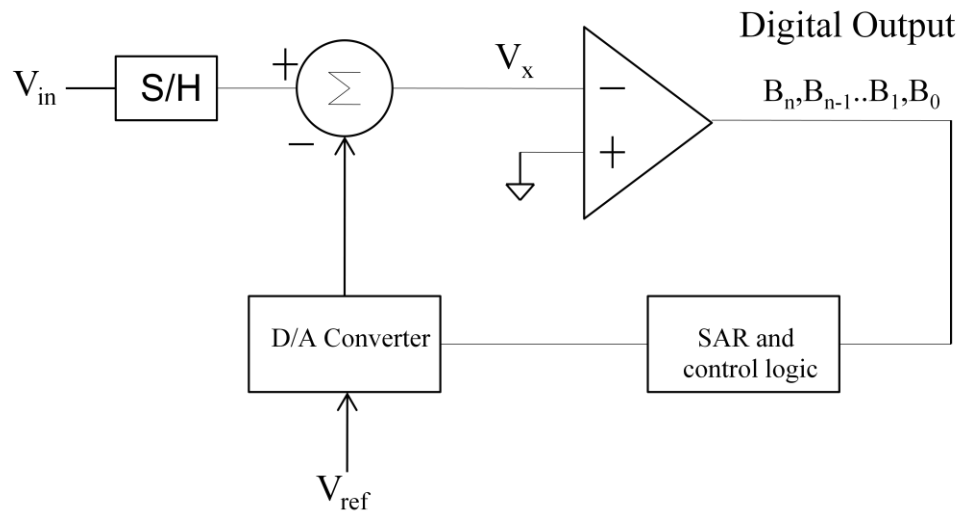 Digital Output
V_in
S/H
+
Σ
−
V_x
−
+
B_n,B_n-1..B_1,B_0
D/A Converter
SAR and
control logic
V_ref